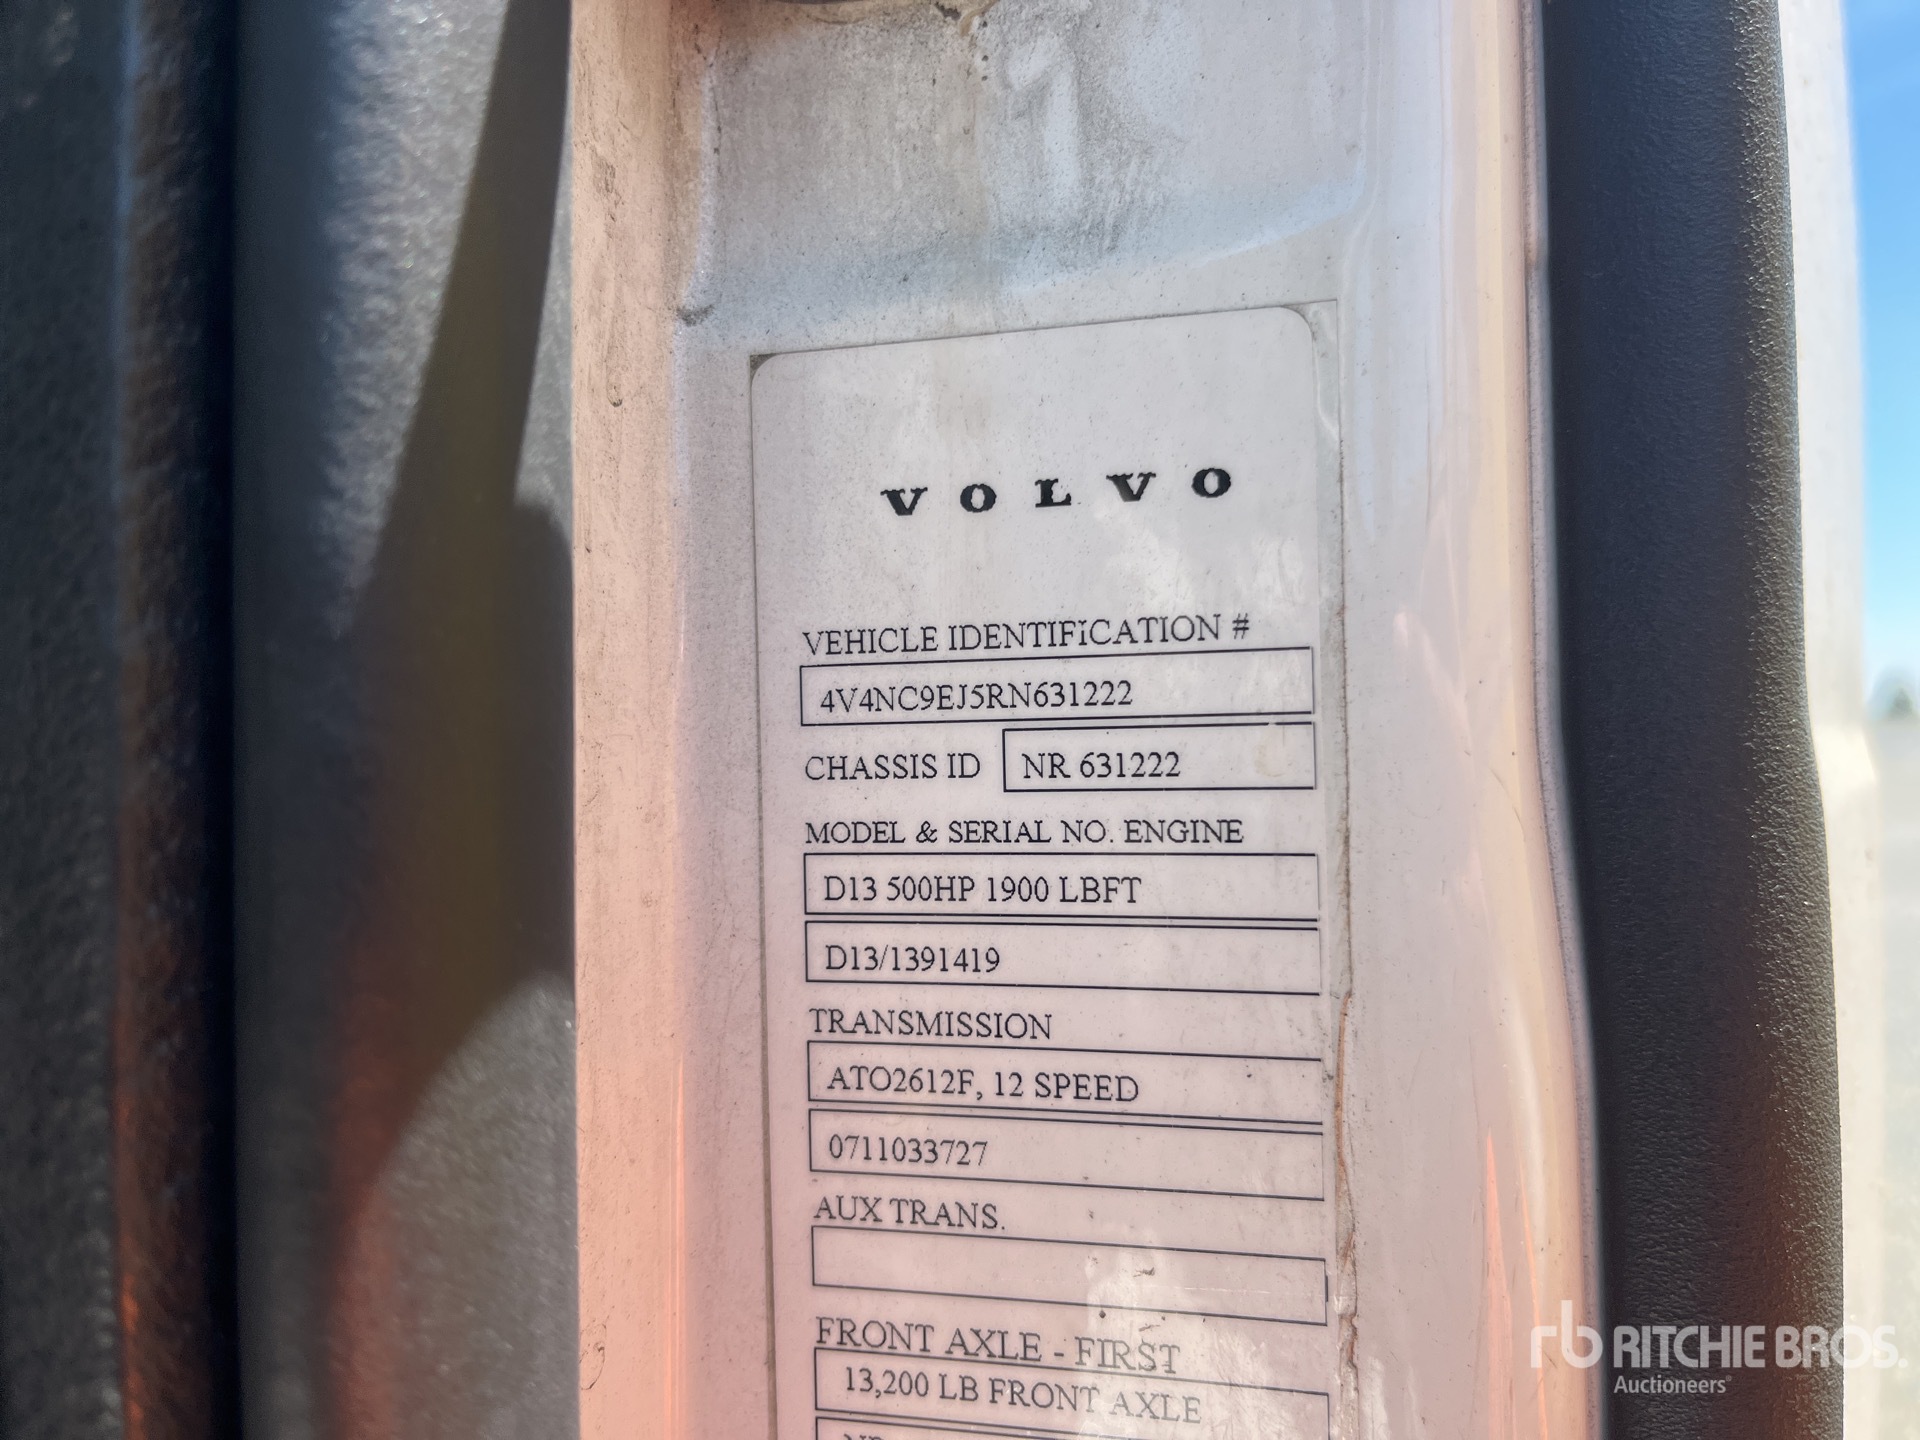 VOLVO
VEHICLE IDENTIFICATION #
4V4NC9EJ5RN631222
CHASSIS ID NR 631222
MODEL & SERIAL NO. ENGINE
D13 500HP 1900 LBFT
D13/1391419
TRANSMISSION
ATO2612F, 12 SPEED
0711033727
AUX TRANS.
FRONT AXLE - FIRST
13,200 LB FRONT AXLE
rb RITCHIE BROS.
Auctioneers